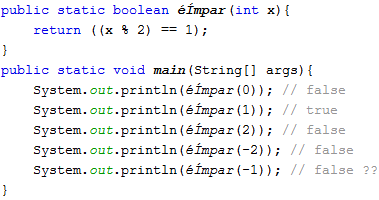 public static boolean éÍmpar(int x){
    return ((x % 2) == 1);
}
public static void main(String[] args){
    System.out.println(éÍmpar(0)); // false
    System.out.println(éÍmpar(1)); // true
    System.out.println(éÍmpar(2)); // false
    System.out.println(éÍmpar(-2)); // false
    System.out.println(éÍmpar(-1)); // false ??
}